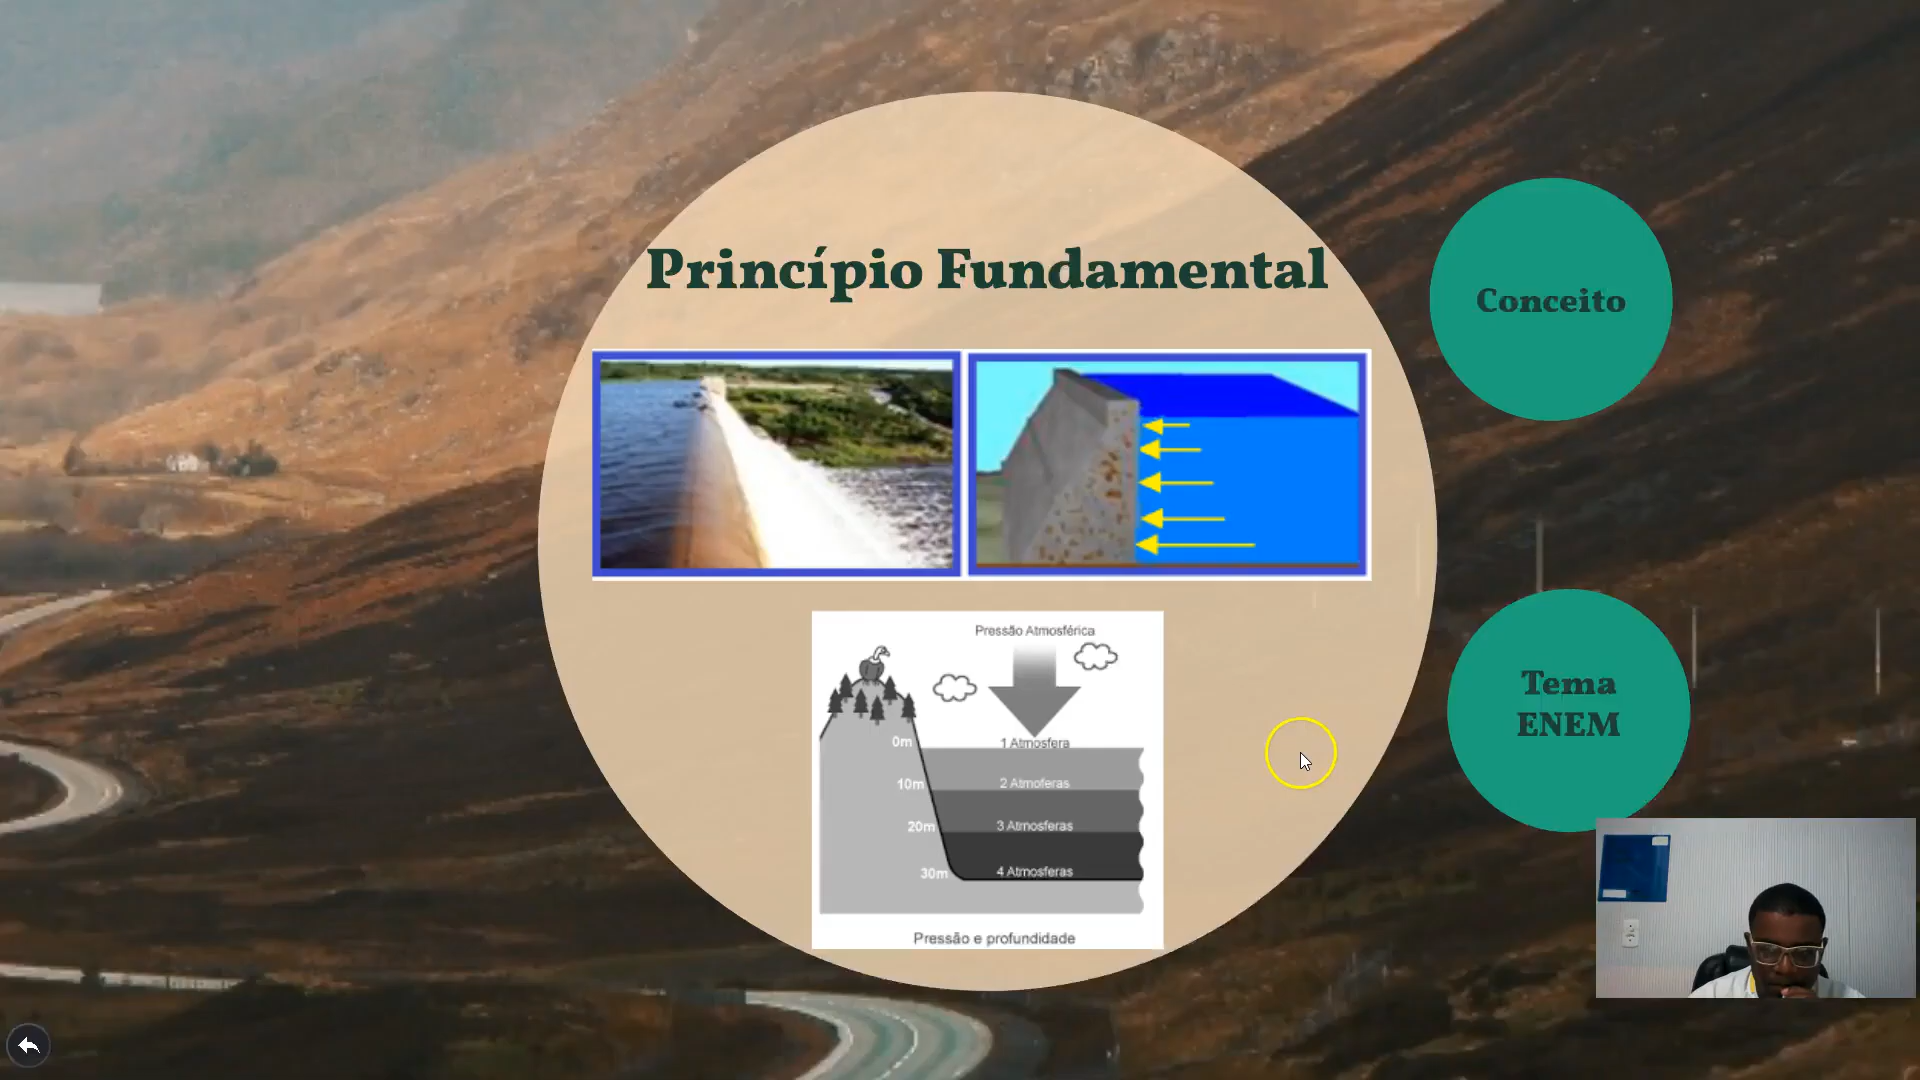 Princípio Fundamental
Conceito
Pressão Atmosférica
0m
1 Atmosfera
10m
2 Atmoferas
20m
3 Atmosferas
30m
4 Atmosferas
Pressão e profundidade
Tema
ENEM